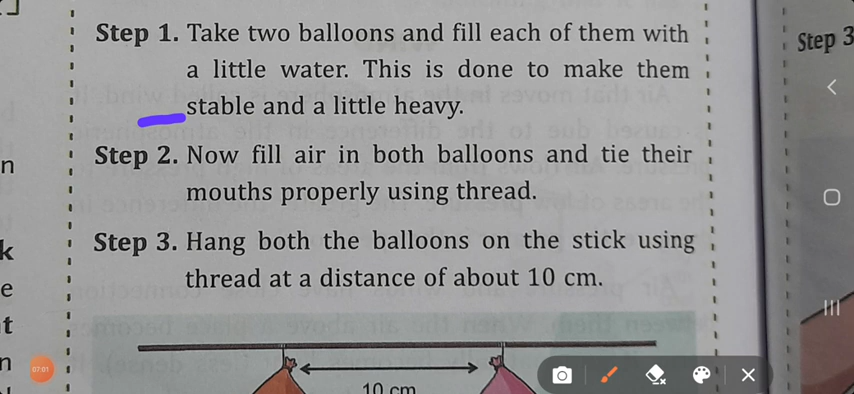 Step 1. Take two balloons and fill each of them with
a little water. This is done to make them
stable and a little heavy.
Step 2. Now fill air in both balloons and tie their
mouths properly using thread.
Step 3. Hang both the balloons on the stick using
thread at a distance of about 10 cm.
10 cm
n
k
e
t
n
Step 3
07:01